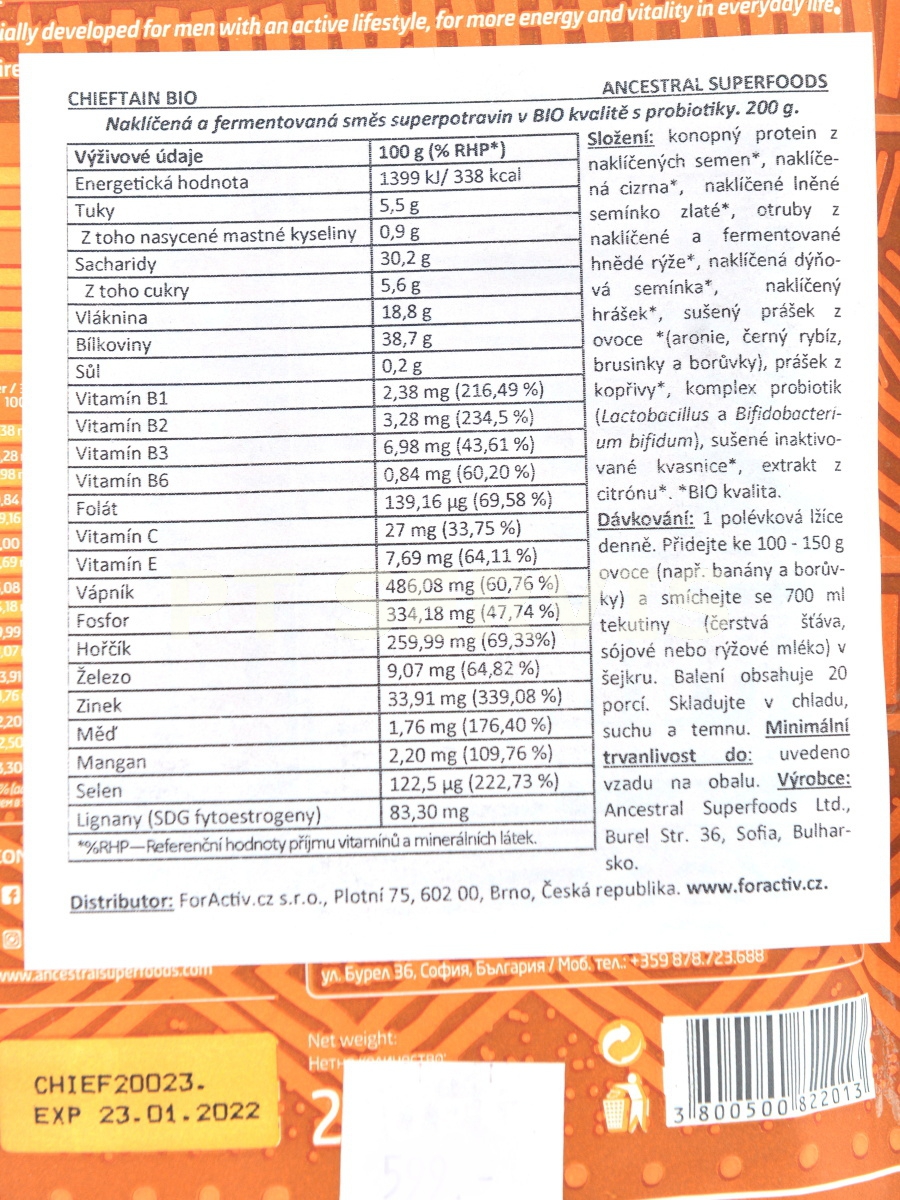 ially developed for men with an active lifestyle, for more energy and vitality in everyday life.
CHIEFTAIN BIO
ANCESTRAL SUPERFOODS
Naklíčená a fermentovaná směs superpotravin v BIO kvalitě s probiotiky. 200 g.
Výživové údaje 100 g (% RHP*)
Energetická hodnota 1399 kJ/ 338 kcal
Tuky 5,5 g
Z toho nasycené mastné kyseliny 0,9 g
Sacharidy 30,2 g
Z toho cukry 5,6 g
Vláknina 18,8 g
Bílkoviny 38,7 g
Sůl 0,2 g
Vitamín B1 2,38 mg (216,49 %)
Vitamín B2 3,28 mg (234,5 %)
Vitamín B3 6,98 mg (43,61 %)
Vitamín B6 0,84 mg (60,20 %)
Folát 139,16 µg (69,58 %)
Vitamín C 27 mg (33,75 %)
Vitamín E 7,69 mg (64,11 %)
Vápník 486,08 mg (60,76 %)
Fosfor 334,18 mg (47,74 %)
Hořčík 259,99 mg (69,33%)
Železo 9,07 mg (64,82 %)
Zinek 33,91 mg (339,08 %)
Měď 1,76 mg (176,40 %)
Mangan 2,20 mg (109,76 %)
Selen 122,5 µg (222,73 %)
Lignany (SDG fytoestrogeny) 83,30 mg
*%RHP—Referenční hodnoty příjmu vitamínů a minerálních látek.
Složení: konopný protein z
naklíčených semen*, naklíče-
ná cizrna*, naklíčené lněné
semínko zlaté*, otruby z
naklíčené a fermentované
hnědé rýže*, naklíčená dýňo-
vá semínka*, naklíčený
hrášek*, sušený prášek z
ovoce *(aronie, černý rybíz,
brusinky a borůvky), prášek z
kopřivy*, komplex probiotik
(Lactobacillus a Bifidobacteri-
um bifidum), sušené inaktivo-
vané kvasnice*, extrakt z
citrónu*. *BIO kvalita.
Dávkování: 1 polévková lžíce
denně. Přidejte ke 100 - 150 g
ovoce (např. banány a borův-
ky) a smíchejte se 700 ml
tekutiny (čerstvá šťáva,
sójové nebo rýžové mléko) v
šejkru. Balení obsahuje 20
porcí. Skladujte v chladu,
suchu a temnu. Minimální
trvanlivost do: uvedeno
vzadu na obalu. Výrobce:
Ancestral Superfoods Ltd.,
Burel Str. 36, Sofia, Bulhar-
sko.
Distributor: ForActiv.cz s.r.o., Plotní 75, 602 00, Brno, Česká republika. www.foractiv.cz.
www.ancestralsuperfoods.com
ул. Бурел 36, София, България / Моб. тел.: +359 878.723.688
Net weight:
CHIEF20023.
EXP 23.01.2022
3 800500 822013